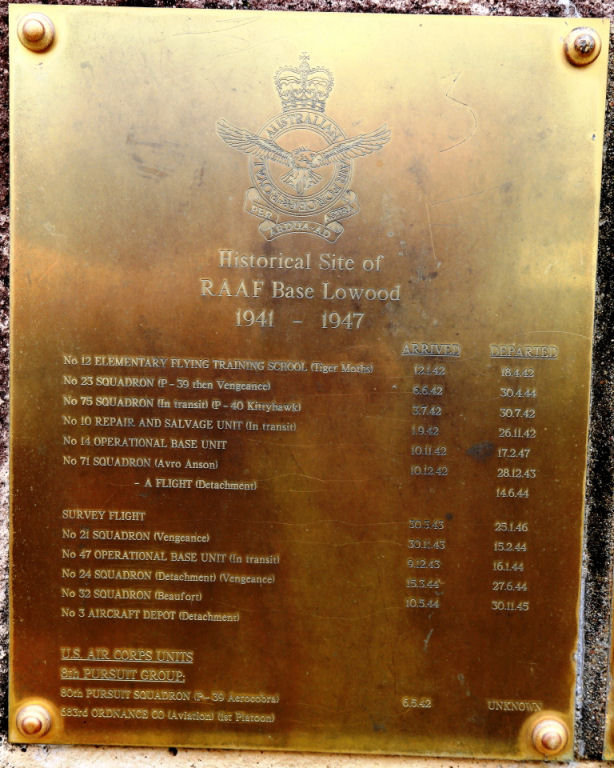 ROYAL AUSTRALIAN AIR FORCE
PER ARDUA AD ASTRA
Historical Site of
RAAF Base Lowood
1941 – 1947
ARRIVED DEPARTED
No 12 ELEMENTARY FLYING TRAINING SCHOOL (Tiger Moths) 12.1.42 18.4.42
No 23 SQUADRON (P – 39 then Vengeance) 6.6.42 30.4.44
No 75 SQUADRON (In transit) (P – 40 Kittyhawk) 3.7.42 30.7.42
No 10 REPAIR AND SALVAGE UNIT (In transit) 1.9.42 26.11.42
No 14 OPERATIONAL BASE UNIT 10.11.42 17.2.47
No 71 SQUADRON (Avro Anson) 10.12.42 28.12.43
– A FLIGHT (Detachment) 14.6.44
SURVEY FLIGHT 30.3.43 25.1.46
No 21 SQUADRON (Vengeance) 30.11.43 15.2.44
No 47 OPERATIONAL BASE UNIT (In transit) 9.12.43 16.1.44
No 24 SQUADRON (Detachment) (Vengeance) 15.3.44 27.6.44
No 32 SQUADRON (Beaufort) 10.5.44 30.11.45
No 3 AIRCRAFT DEPOT (Detachment)
U.S. AIR CORPS UNITS
8th PURSUIT GROUP:
80th PURSUIT SQUADRON (P – 39 Aerocobra) 6.5.42 UNKNOWN
683rd ORDNANCE CO (Aviation) (1st Platoon)